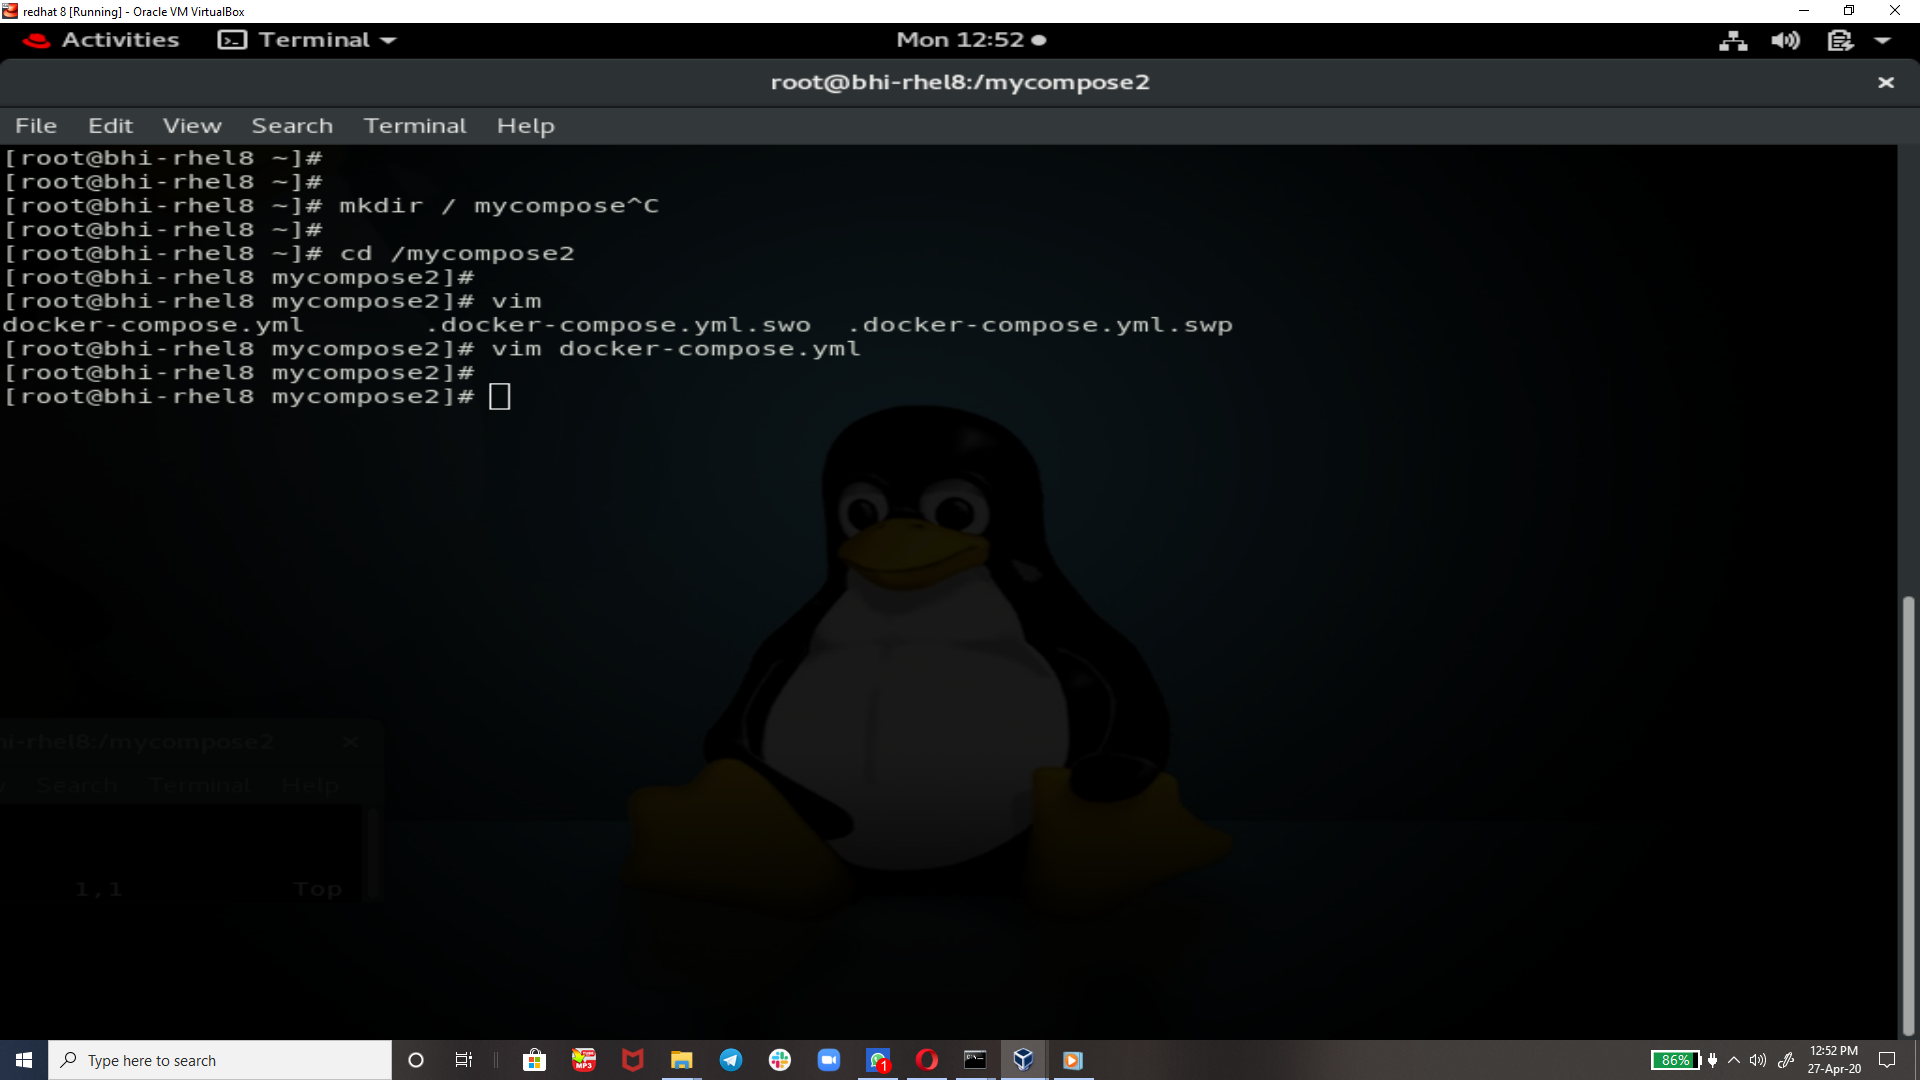 redhat 8 [Running] - Oracle VM VirtualBox
Activities Terminal Mon 12:52
root@bhi-rhel8:/mycompose2
File Edit View Search Terminal Help
[root@bhi-rhel8 ~]#
[root@bhi-rhel8 ~]#
[root@bhi-rhel8 ~]# mkdir / mycompose^C
[root@bhi-rhel8 ~]#
[root@bhi-rhel8 ~]# cd /mycompose2
[root@bhi-rhel8 mycompose2]#
[root@bhi-rhel8 mycompose2]# vim
docker-compose.yml .docker-compose.yml.swo .docker-compose.yml.swp
[root@bhi-rhel8 mycompose2]# vim docker-compose.yml
[root@bhi-rhel8 mycompose2]#
[root@bhi-rhel8 mycompose2]#
hi-rhel8:/mycompose2
Search Terminal Help
1,1 Top
Type here to search
MP3
1
86%
12:52 PM
27-Apr-20